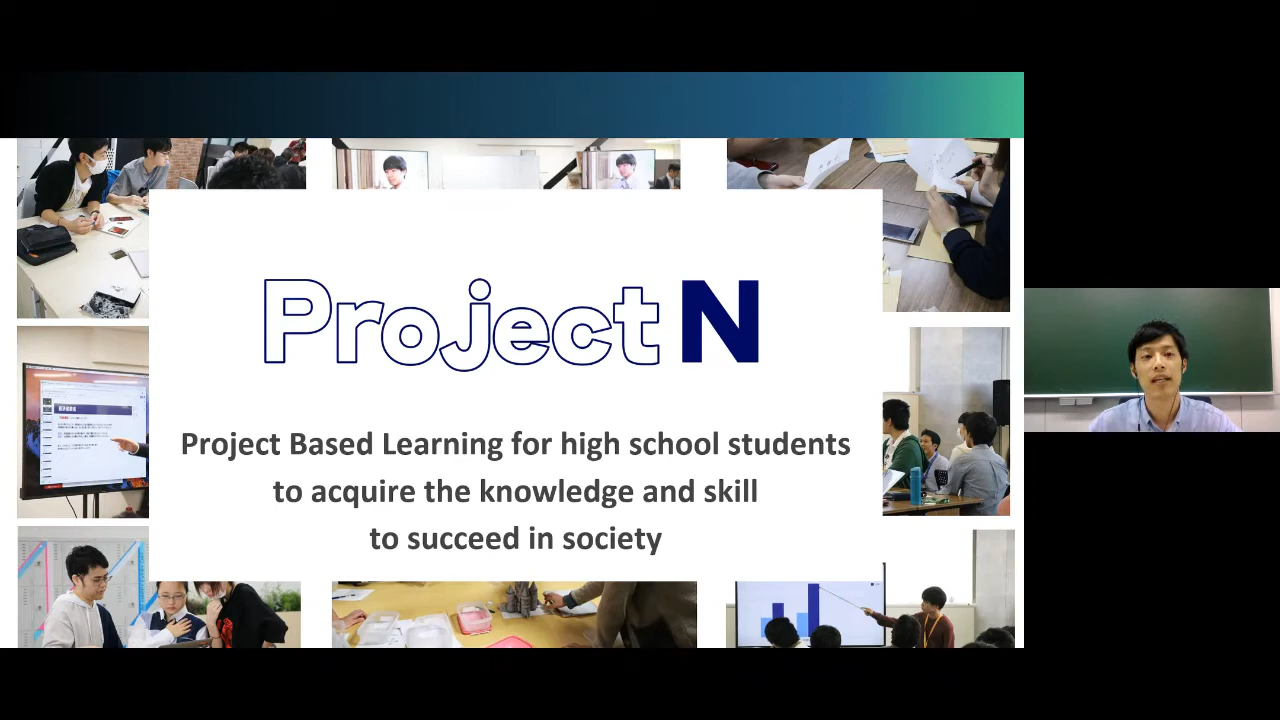 Project N
Project Based Learning for high school students
to acquire the knowledge and skill
to succeed in society